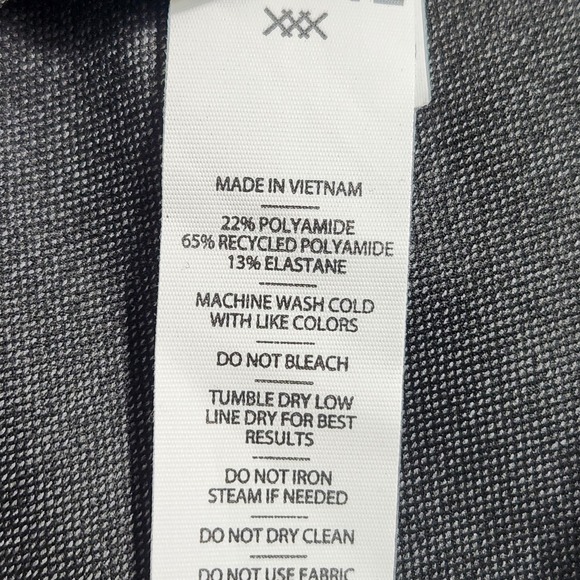 XXX
MADE IN VIETNAM
22% POLYAMIDE
65% RECYCLED POLYAMIDE
13% ELASTANE
MACHINE WASH COLD
WITH LIKE COLORS
DO NOT BLEACH
TUMBLE DRY LOW
LINE DRY FOR BEST
RESULTS
DO NOT IRON
STEAM IF NEEDED
DO NOT DRY CLEAN
DO NOT USE FABRIC